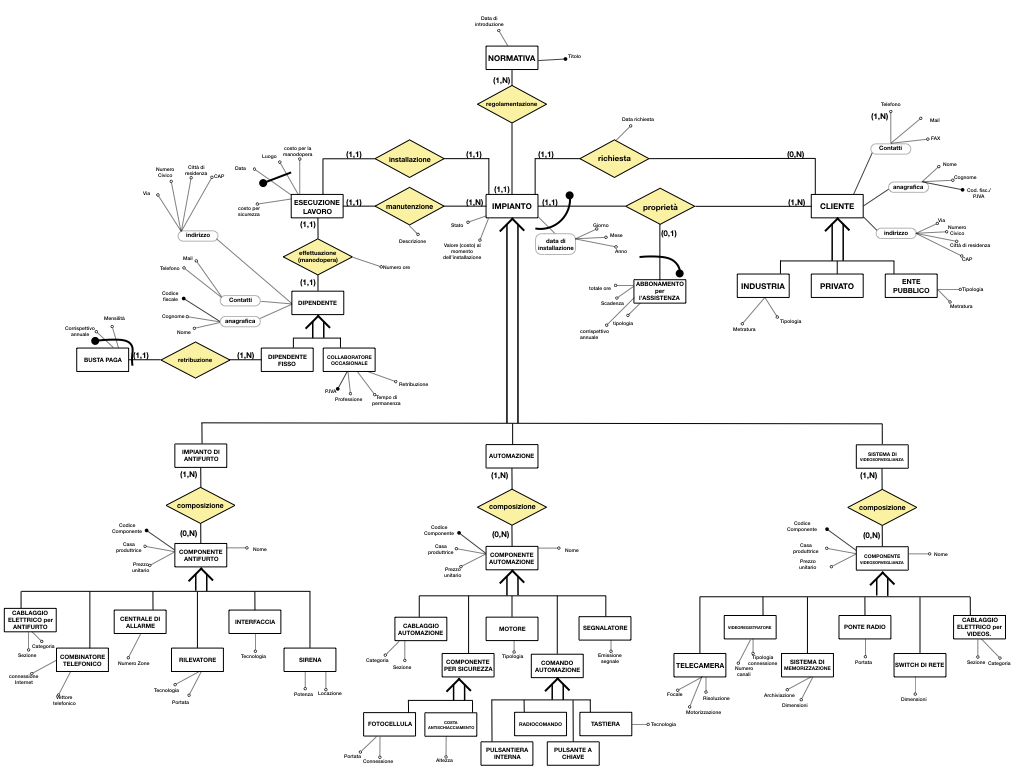 Data di
introduzione
NORMATIVA
Titolo
(1,N)
regolamentazione
Data richiesta
Telefono
(1,N)
Mail
FAX
Contatti
costo per la
manodopera
Luogo
Data
(1,1)
installazione
(1,1)
(1,1)
richiesta
(0,N)
Nome
Cognome
anagrafica
Cod. fisc./
P.IVA
Numero
Civico
Città di
residenza
CAP
Via
costo per
sicurezza
ESECUZIONE
LAVORO
(1,1)
manutenzione
(1,N)
(1,1)
IMPIANTO
(1,1)
proprietà
(1,N)
CLIENTE
Descrizione
Stato
Valore (costo) al
momento
dell'installazione
data di
installazione
Giorno
Mese
Anno
(0,1)
Via
Numero
Civico
Città di residenza
CAP
indirizzo
indirizzo
(1,1)
effettuazione
(manodopera)
Numero ore
(1,1)
Mail
Telefono
Contatti
Codice
fiscale
Cognome
Nome
anagrafica
DIPENDENTE
totale ore
Scadenza
tipologia
corrispettivo
annuale
ABBONAMENTO
per
l'ASSISTENZA
INDUSTRIA
PRIVATO
ENTE
PUBBLICO
Tipologia
Metratura
Metratura
Tipologia
Mensilità
Corrispettivo
annuale
BUSTA PAGA
(1,1)
retribuzione
(1,N)
DIPENDENTE
FISSO
COLLABORATORE
OCCASIONALE
P.IVA
Professione
Tempo di
permanenza
Retribuzione
IMPIANTO DI
ANTIFURTO
AUTOMAZIONE
SISTEMA DI
VIDEOSORVEGLIANZA
(1,N)
(1,N)
(1,N)
composizione
composizione
composizione
(0,N)
(0,N)
(0,N)
Codice
Componente
Casa
produttrice
Prezzo
unitario
COMPONENTE
ANTIFURTO
Nome
Codice
Componente
Casa
produttrice
Prezzo
unitario
COMPONENTE
AUTOMAZIONE
Nome
Codice
Componente
Casa
produttrice
Prezzo
unitario
COMPONENTE
VIDEOSORVEGLIANZA
Nome
CABLAGGIO
ELETTRICO per
ANTIFURTO
Categoria
Sezione
COMBINATORE
TELEFONICO
connessione
Internet
Vettore
telefonico
CENTRALE DI
ALLARME
Numero Zone
RILEVATORE
Tecnologia
Portata
INTERFACCIA
Tecnologia
SIRENA
Potenza
Locazione
CABLAGGIO
AUTOMAZIONE
Categoria
Sezione
COMPONENTE
PER SICUREZZA
MOTORE
Tipologia
COMANDO
AUTOMAZIONE
SEGNALATORE
Emissione
segnale
FOTOCELLULA
Portata
Connessione
COSTA
ANTISCHIACCIAMENTO
Altezza
PULSANTIERA
INTERNA
RADIOCOMANDO
PULSANTE A
CHIAVE
TASTIERA
Tecnologia
TELECAMERA
Focale
Motorizzazione
Risoluzione
VIDEOREGISTRATORE
Numero
canali
Tipologia
connessione
SISTEMA DI
MEMORIZZAZIONE
Archiviazione
Dimensioni
PONTE RADIO
Portata
SWITCH DI RETE
Dimensioni
CABLAGGIO
ELETTRICO per
VIDEOS.
Sezione
Categoria